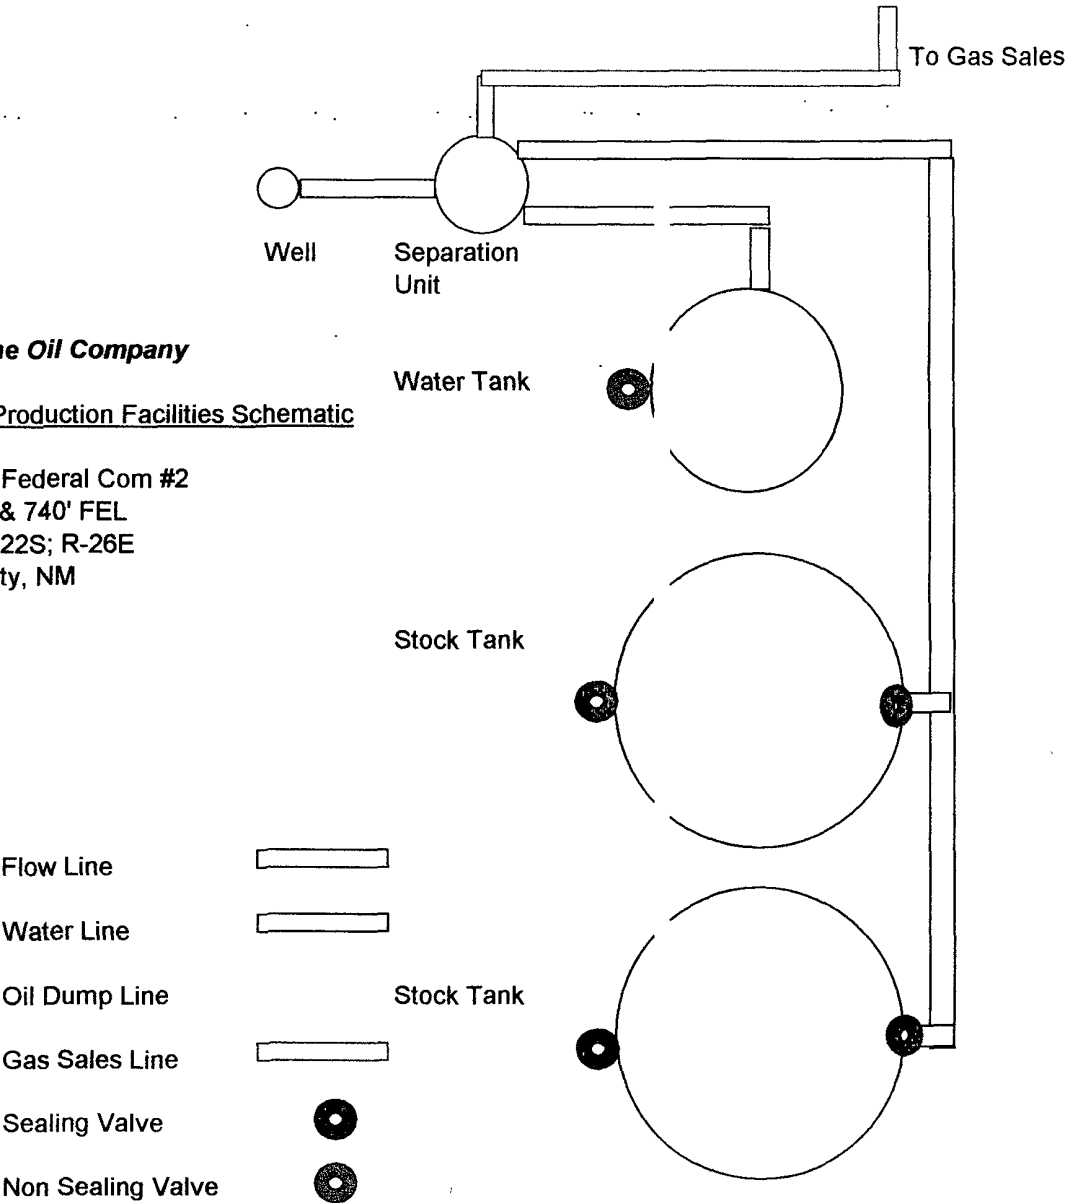 To Gas Sales
Well
Separation
Unit
Oil Company
Water Tank
Production Facilities Schematic
Federal Com #2
& 740' FEL
22S; R-26E
NM
Stock Tank
Flow Line
Water Line
Oil Dump Line
Stock Tank
Gas Sales Line
Sealing Valve
Non Sealing Valve